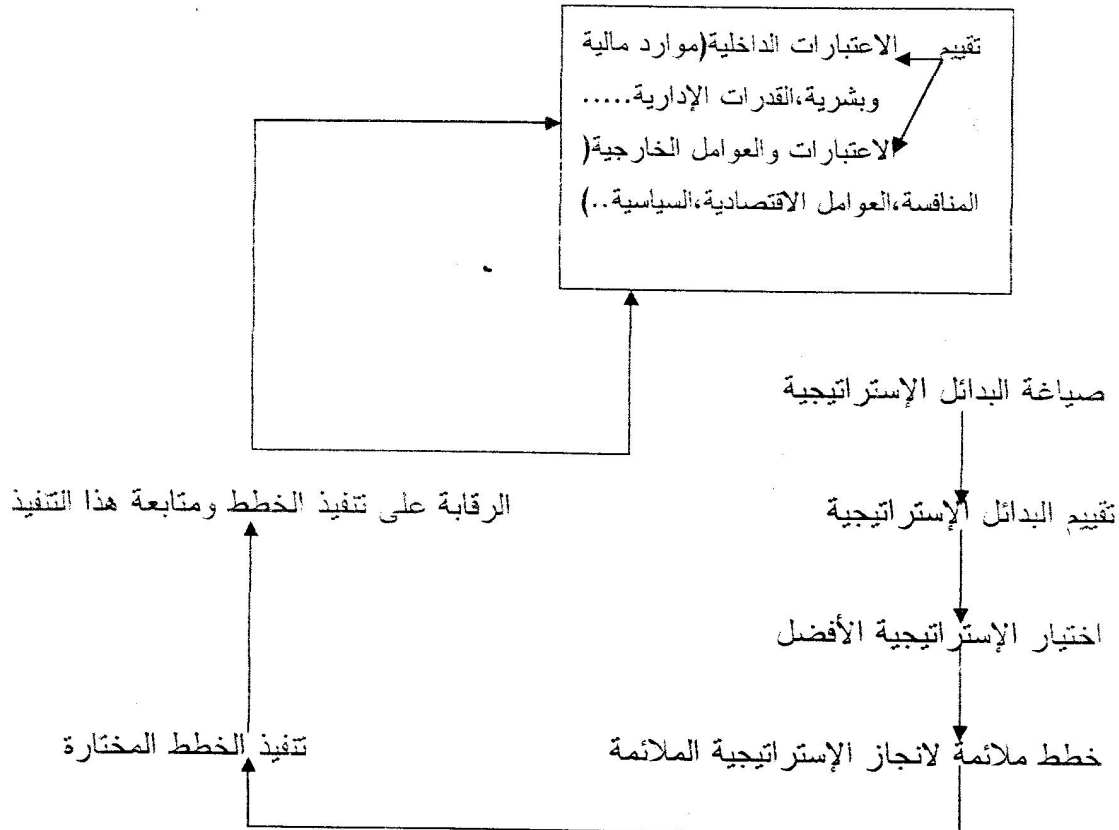 تقييم الاعتبارات الداخلية(موارد مالية
وبشرية،القدرات الإدارية.....
الاعتبارات والعوامل الخارجية(
المنافسة،العوامل الاقتصادية،السياسية..)
صياغة البدائل الإستراتيجية
تقييم البدائل الإستراتيجية
الرقابة على تنفيذ الخطط ومتابعة هذا التنفيذ
اختيار الإستراتيجية الأفضل
خطط ملائمة لانجاز الإستراتيجية الملائمة
تنفيذ الخطط المختارة